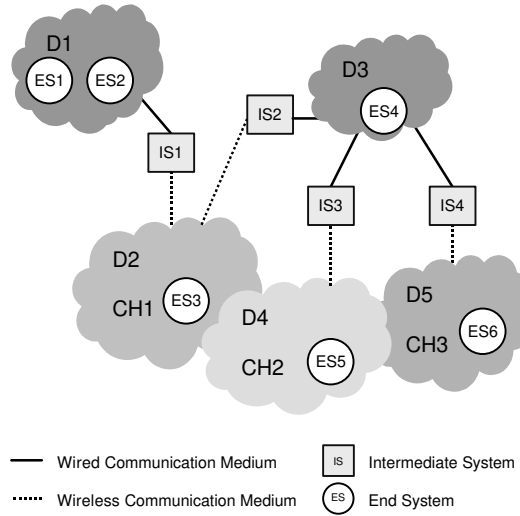 D1
ES1
ES2
D3
ES4
IS2
IS1
IS3
IS4
D2
CH1
ES3
D4
CH2
ES5
D5
CH3
ES6
Wired Communication Medium
IS
Intermediate System
Wireless Communication Medium
ES
End System